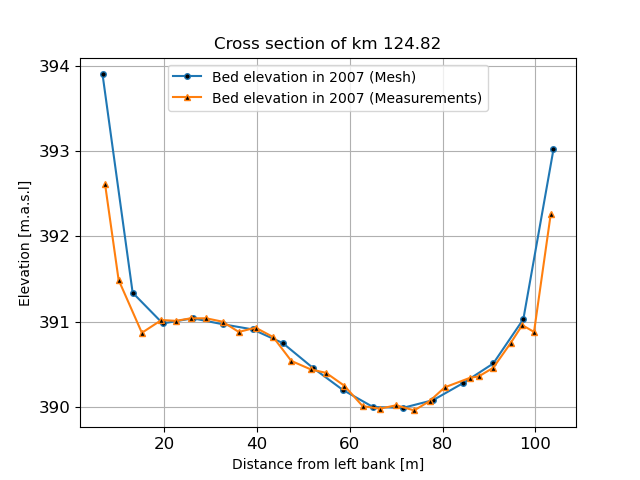 Cross section of km 124.82
Bed elevation in 2007 (Mesh)
Bed elevation in 2007 (Measurements)
394
393
392
391
390
Elevation [m.a.s.l]
20 40 60 80 100
Distance from left bank [m]